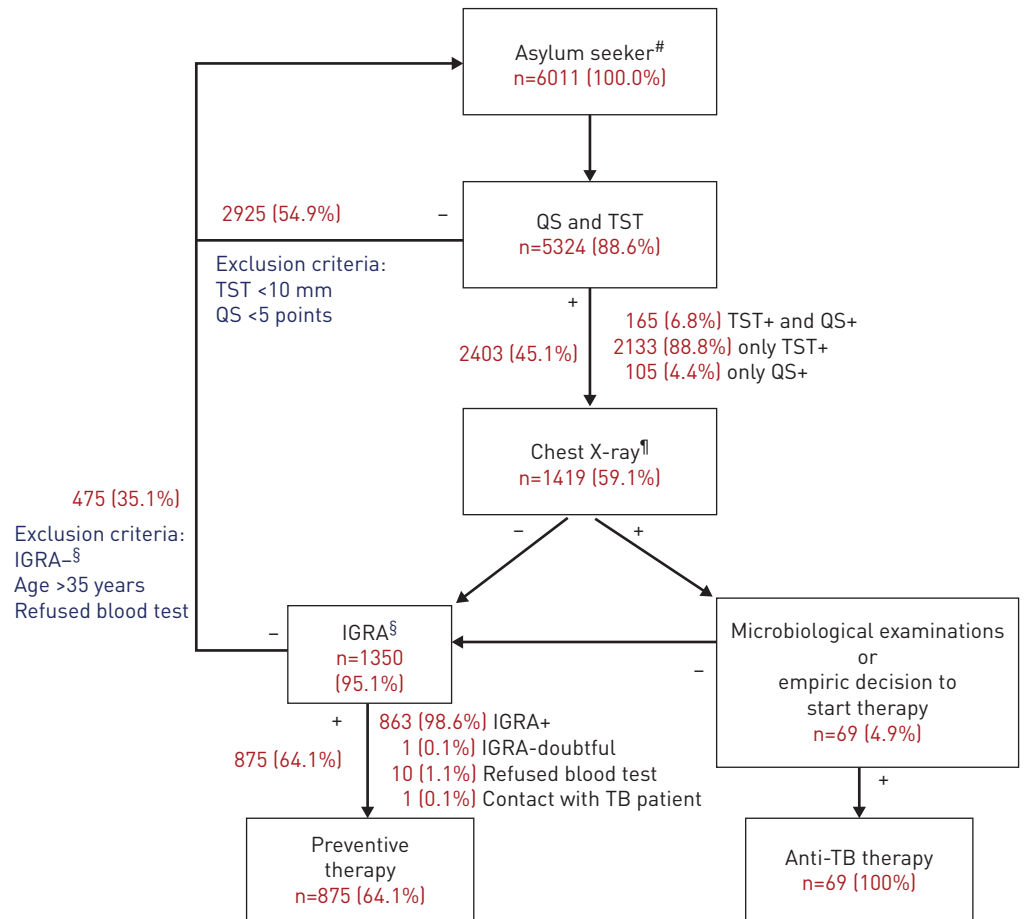 Asylum seeker#
n=6011 (100.0%)
2925 (54.9%)
–
QS and TST
n=5324 (88.6%)
Exclusion criteria:
TST <10 mm
QS <5 points
+
2403 (45.1%)
165 (6.8%) TST+ and QS+
2133 (88.8%) only TST+
105 (4.4%) only QS+
Chest X-ray¶
n=1419 (59.1%)
–
+
475 (35.1%)
Exclusion criteria:
IGRA–§
Age >35 years
Refused blood test
–
IGRA§
n=1350
(95.1%)
–
Microbiological examinations
or
empiric decision to
start therapy
n=69 (4.9%)
+
875 (64.1%)
863 (98.6%) IGRA+
1 (0.1%) IGRA-doubtful
10 (1.1%) Refused blood test
1 (0.1%) Contact with TB patient
+
Preventive
therapy
n=875 (64.1%)
Anti-TB therapy
n=69 (100%)